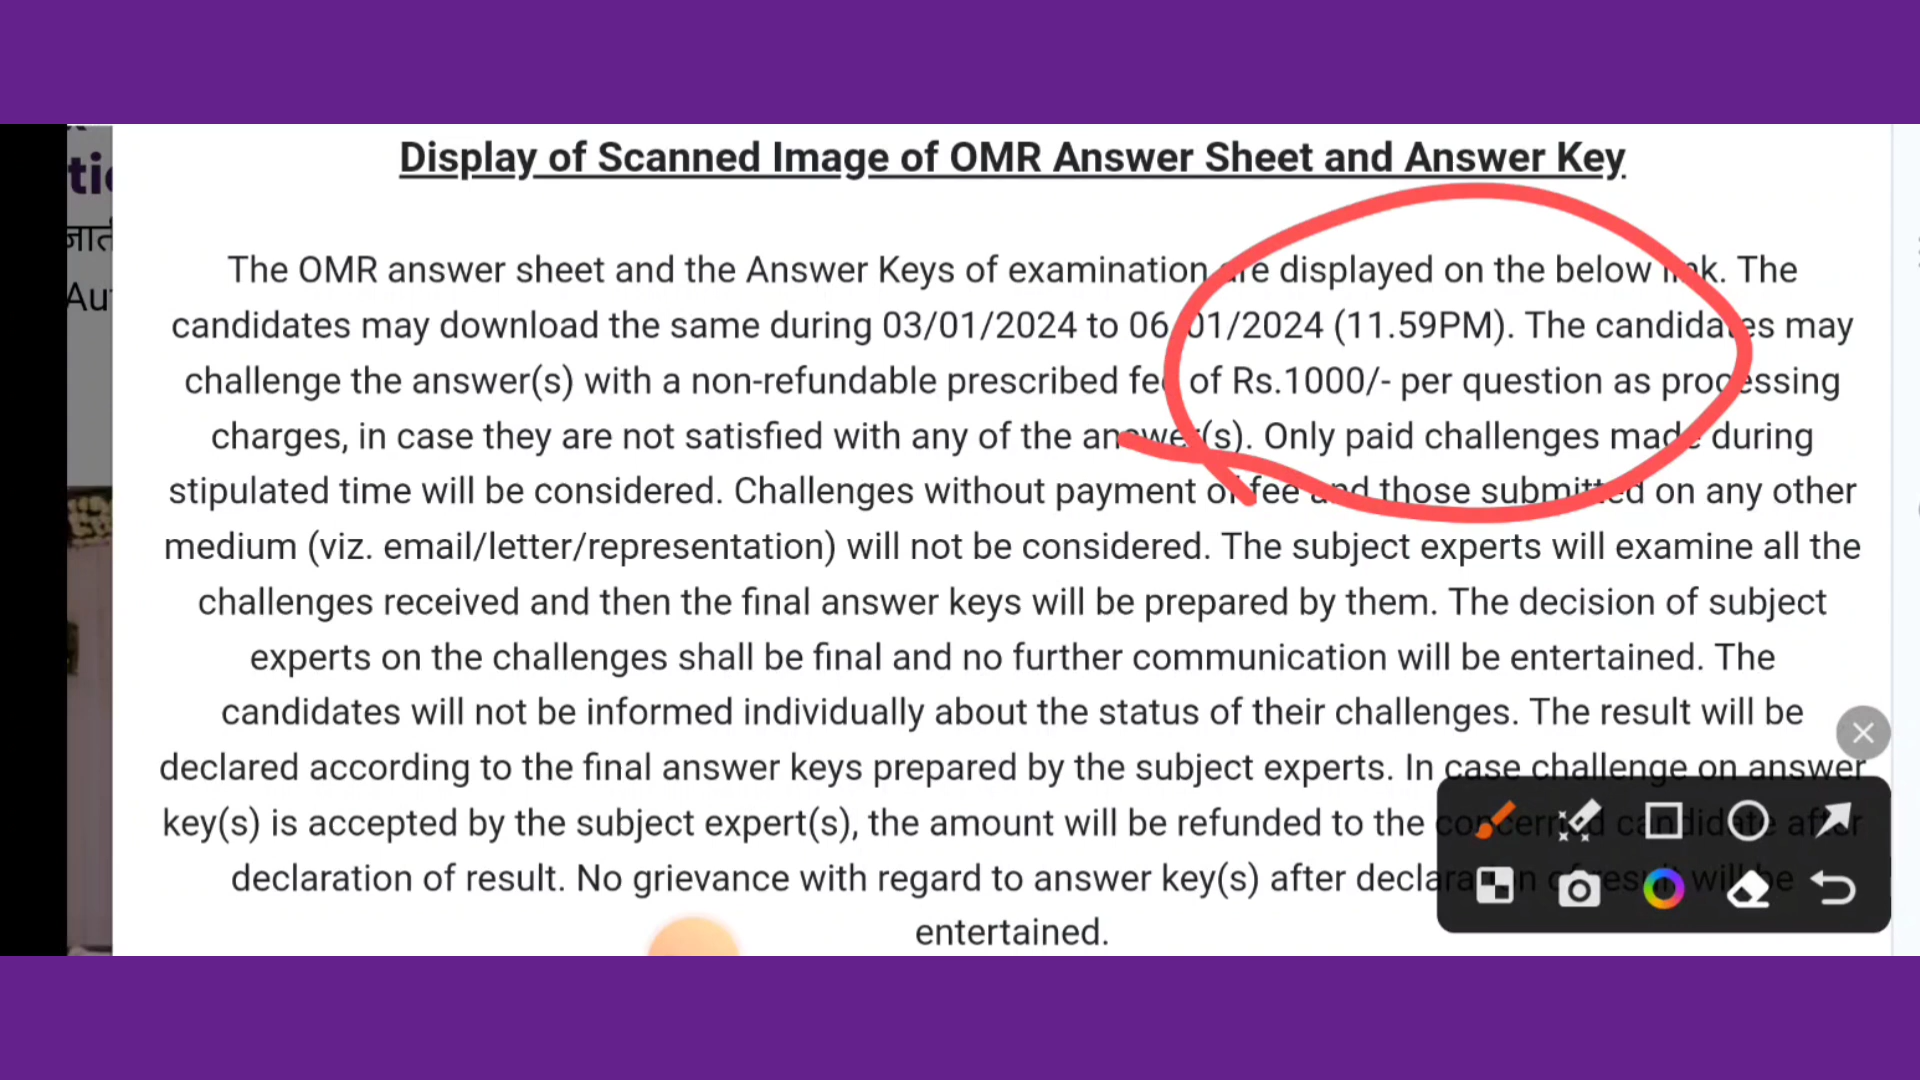 Display of Scanned Image of OMR Answer Sheet and Answer Key
tic
जाती
Au
The OMR answer sheet and the Answer Keys of examination are displayed on the below link. The
candidates may download the same during 03/01/2024 to 06/01/2024 (11.59PM). The candidates may
challenge the answer(s) with a non-refundable prescribed fee of Rs.1000/- per question as processing
charges, in case they are not satisfied with any of the answer(s). Only paid challenges made during
stipulated time will be considered. Challenges without payment of fee and those submitted on any other
medium (viz. email/letter/representation) will not be considered. The subject experts will examine all the
challenges received and then the final answer keys will be prepared by them. The decision of subject
experts on the challenges shall be final and no further communication will be entertained. The
candidates will not be informed individually about the status of their challenges. The result will be
declared according to the final answer keys prepared by the subject experts. In case challenge on answer
key(s) is accepted by the subject expert(s), the amount will be refunded to the concerned candidate after
declaration of result. No grievance with regard to answer key(s) after declaration of result will be
entertained.